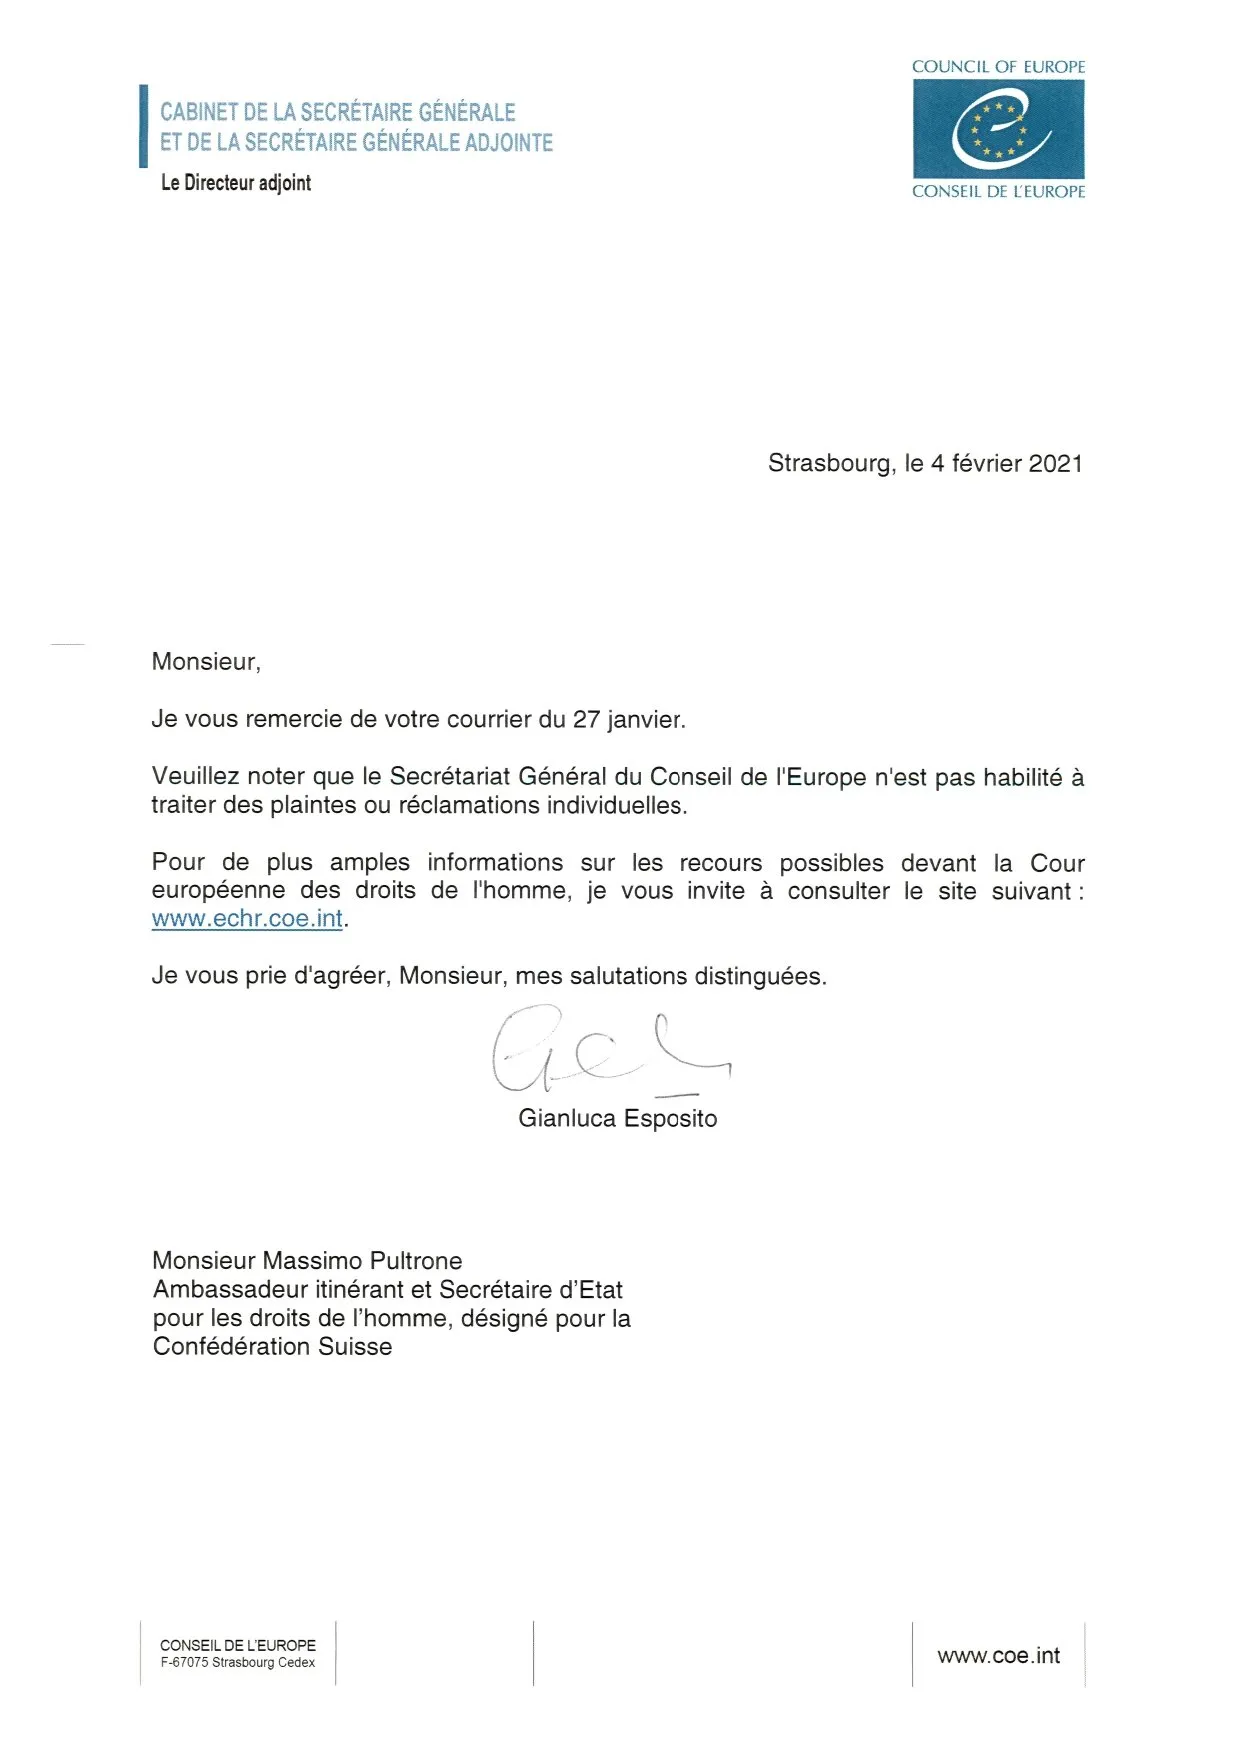 COUNCIL OF EUROPE
CABINET DE LA SECRÉTAIRE GÉNÉRALE
ET DE LA SECRÉTAIRE GÉNÉRALE ADJOINTE
Le Directeur adjoint
CONSEIL DE L'EUROPE
Strasbourg, le 4 février 2021
Monsieur,
Je vous remercie de votre courrier du 27 janvier.
Veuillez noter que le Secrétariat Général du Conseil de l'Europe n'est pas habilité à
traiter des plaintes ou réclamations individuelles.
Pour de plus amples informations sur les recours possibles devant la Cour
européenne des droits de l'homme, je vous invite à consulter le site suivant :
www.echr.coe.int.
Je vous prie d'agréer, Monsieur, mes salutations distinguées.
Gianluca Esposito
Monsieur Massimo Pultrone
Ambassadeur itinérant et Secrétaire d’Etat
pour les droits de l’homme, désigné pour la
Confédération Suisse
CONSEIL DE L'EUROPE
F-67075 Strasbourg Cedex
www.coe.int